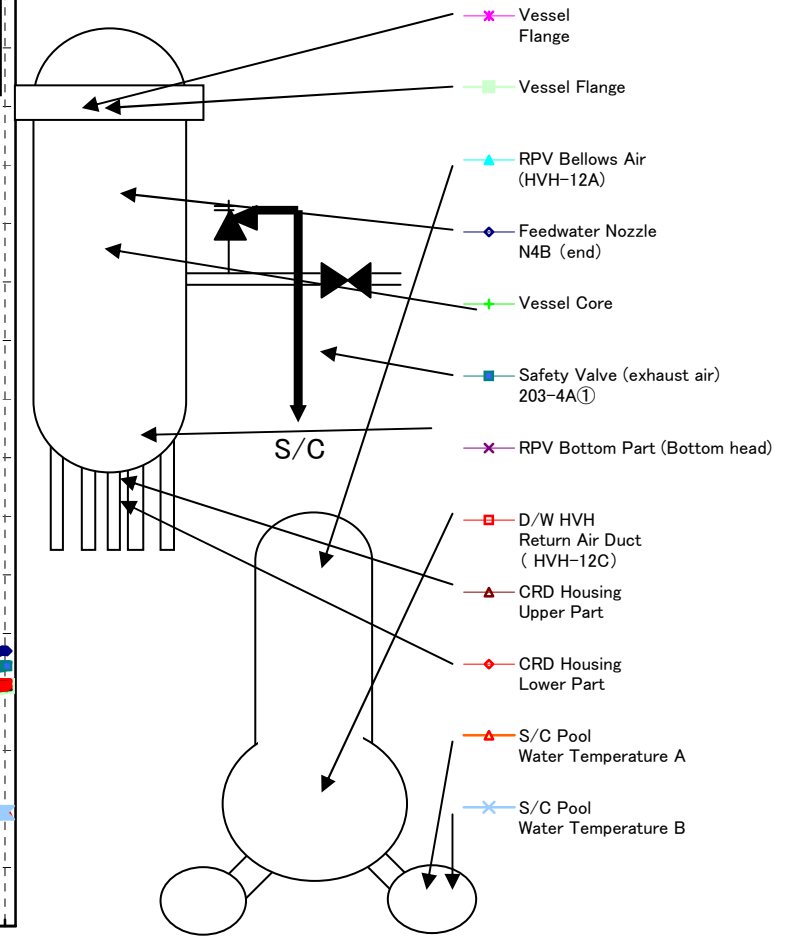 Vessel
Flange
Vessel Flange
RPV Bellows Air
(HVH-12A)
Feedwater Nozzle
N4B (end)
Vessel Core
Safety Valve (exhaust air)
203-4A①
S/C
RPV Bottom Part (Bottom head)
D/W HVH
Return Air Duct
( HVH-12C)
CRD Housing
Upper Part
CRD Housing
Lower Part
S/C Pool
Water Temperature A
S/C Pool
Water Temperature B